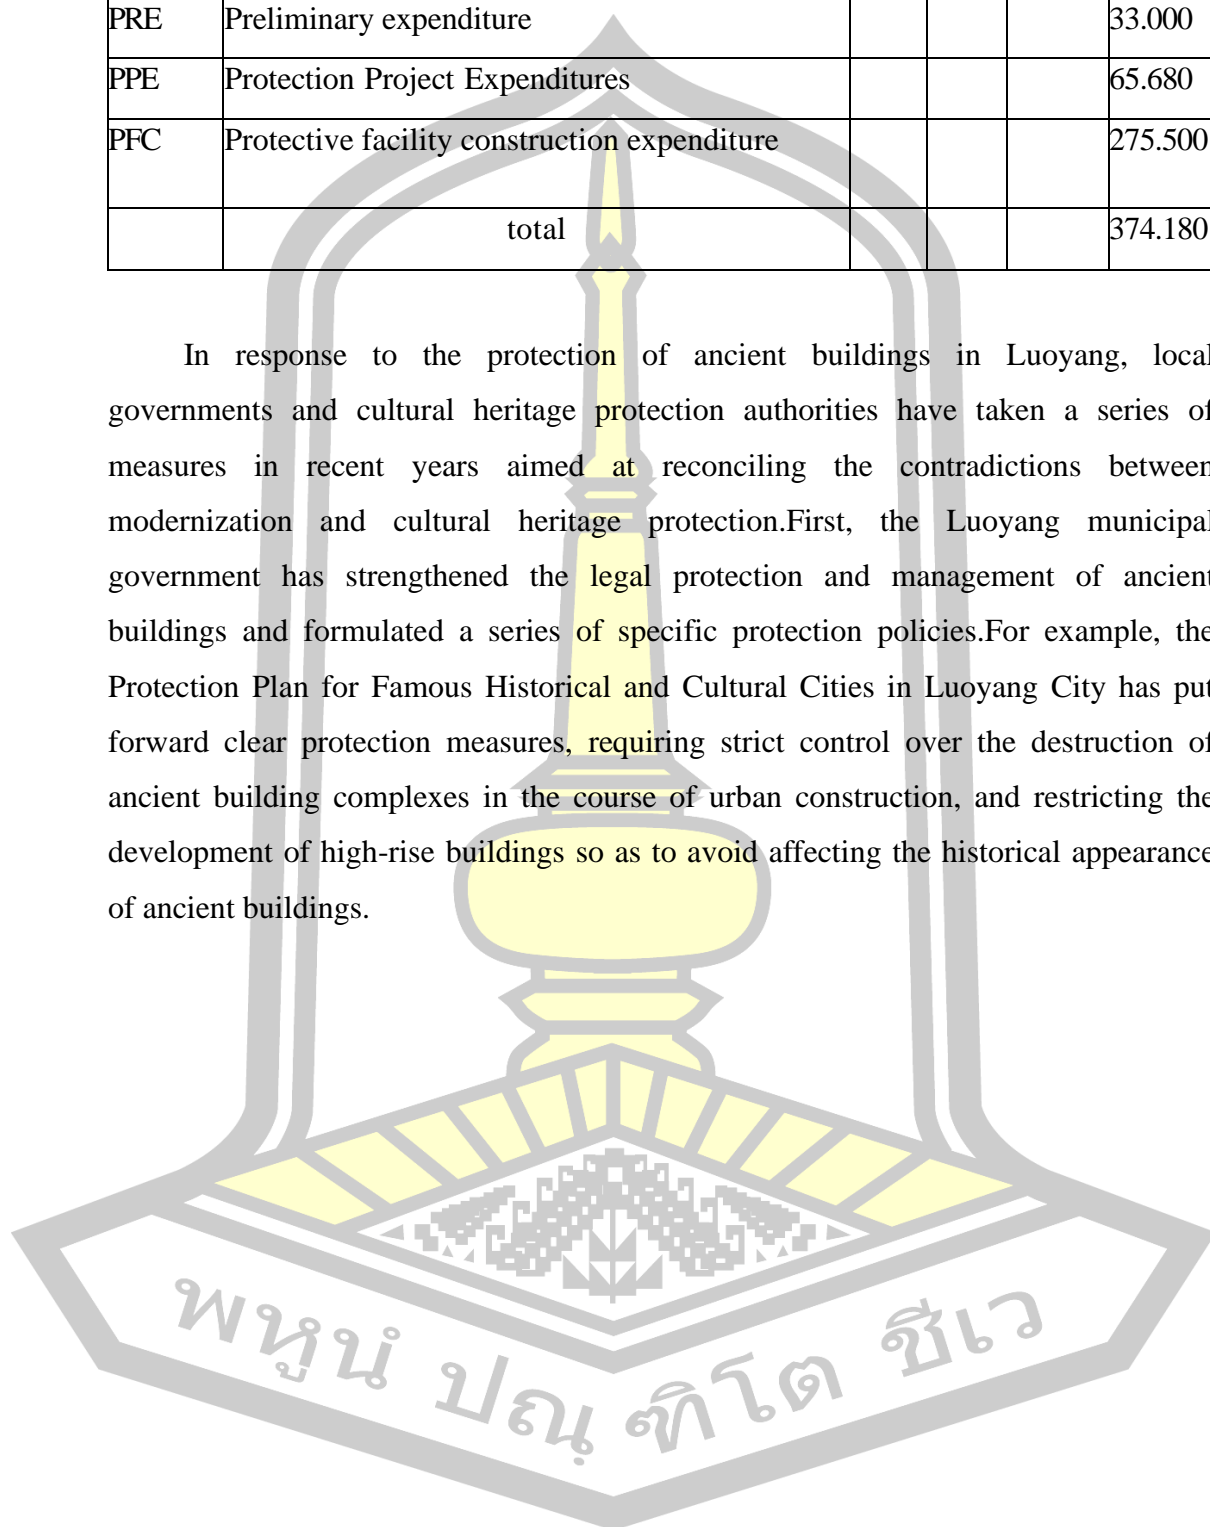 PRE Preliminary expenditure 33.000
PPE Protection Project Expenditures 65.680
PFC Protective facility construction expenditure 275.500
total 374.180
In response to the protection of ancient buildings in Luoyang, local
governments and cultural heritage protection authorities have taken a series of
measures in recent years aimed at reconciling the contradictions between
modernization and cultural heritage protection.First, the Luoyang municipal
government has strengthened the legal protection and management of ancient
buildings and formulated a series of specific protection policies.For example, the
Protection Plan for Famous Historical and Cultural Cities in Luoyang City has put
forward clear protection measures, requiring strict control over the destruction of
ancient building complexes in the course of urban construction, and restricting the
development of high-rise buildings so as to avoid affecting the historical appearance
of ancient buildings.
พหูนํ ปณฺฑิโต ชีเว